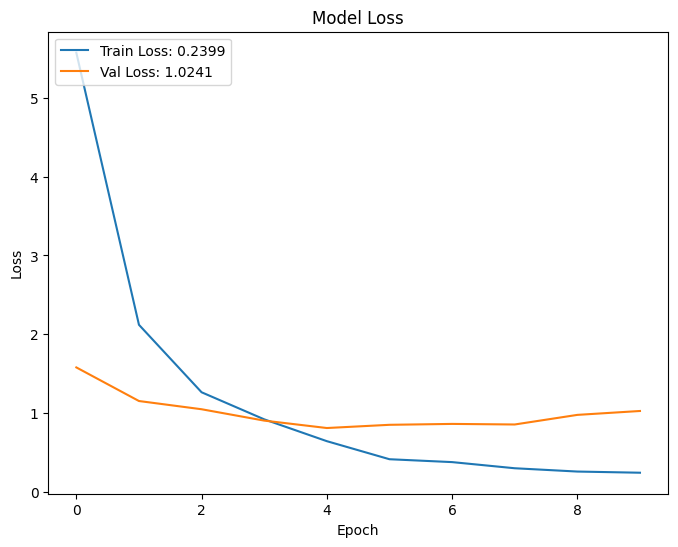 Model Loss
Train Loss: 0.2399
Val Loss: 1.0241
5
4
3
2
1
0
Loss
0 2 4 6 8
Epoch